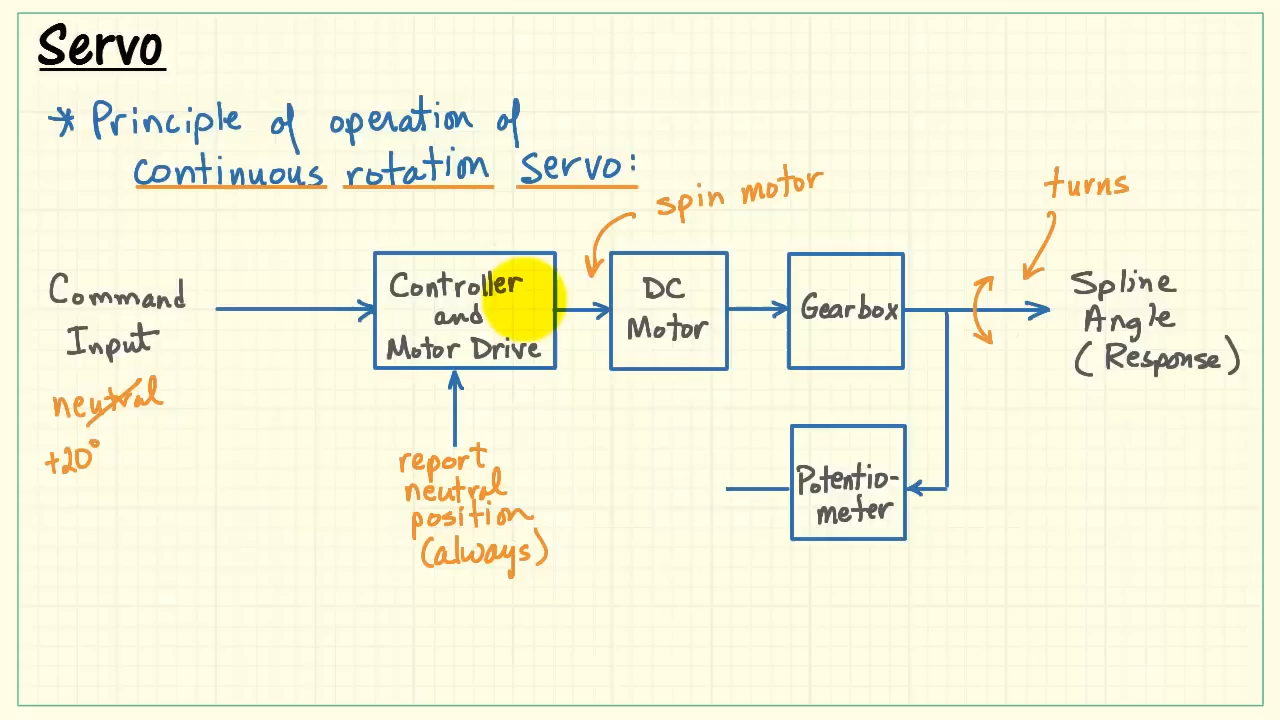 Servo
* Principle of operation of
continuous rotation servo:
spin motor
turns
Command
Input
neutral
+20°
Controller
and
Motor Drive
DC
Motor
Gearbox
Spline
Angle
(Response)
report
neutral
position
(always)
Potentio-
meter